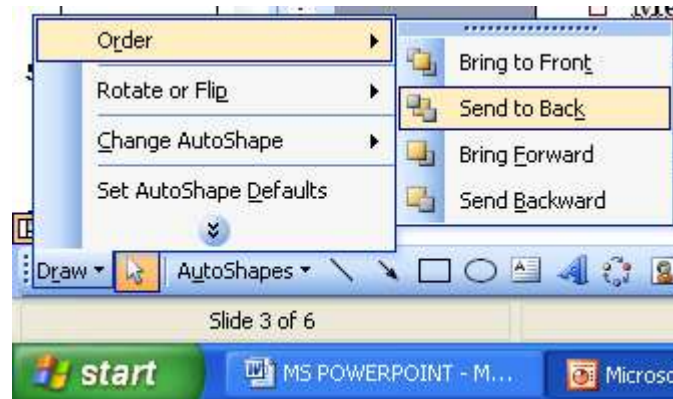 Order
Rotate or Flip
Change AutoShape
Set AutoShape Defaults
Bring to Front
Send to Back
Bring Forward
Send Backward
Draw AutoShapes
Slide 3 of 6
start MS POWERPOINT - M... Microso